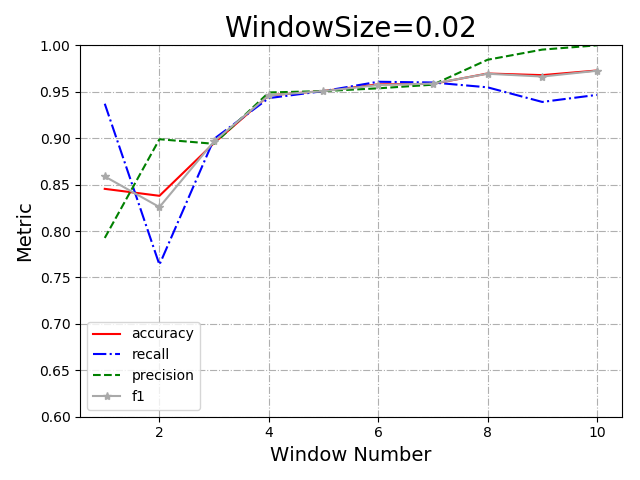 WindowSize=0.02
1.00
0.95
0.90
0.85
0.80
0.75
0.70
0.65
0.60
Metric
accuracy
recall
precision
f1
2 4 6 8 10
Window Number